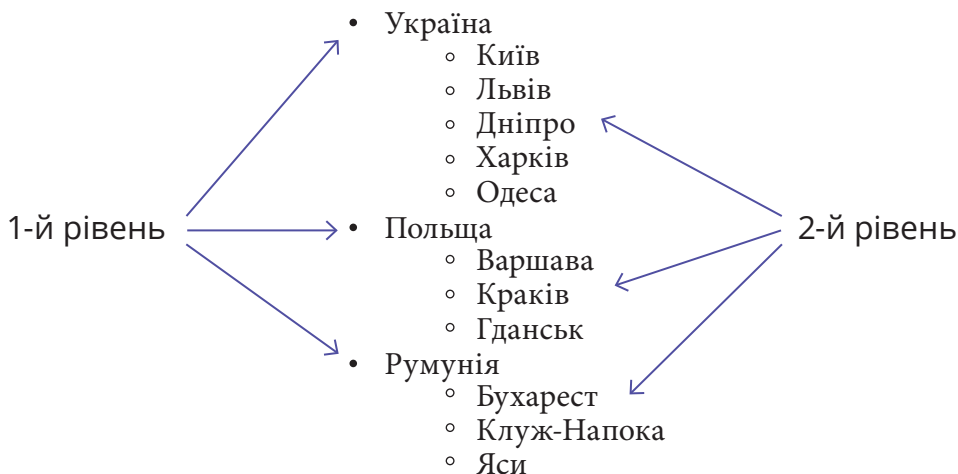 • Україна
◦ Київ
◦ Львів
◦ Дніпро
◦ Харків
◦ Одеса
1-й рівень
• Польща
2-й рівень
◦ Варшава
◦ Краків
◦ Гданськ
• Румунія
◦ Бухарест
◦ Клуж-Напока
◦ Яси